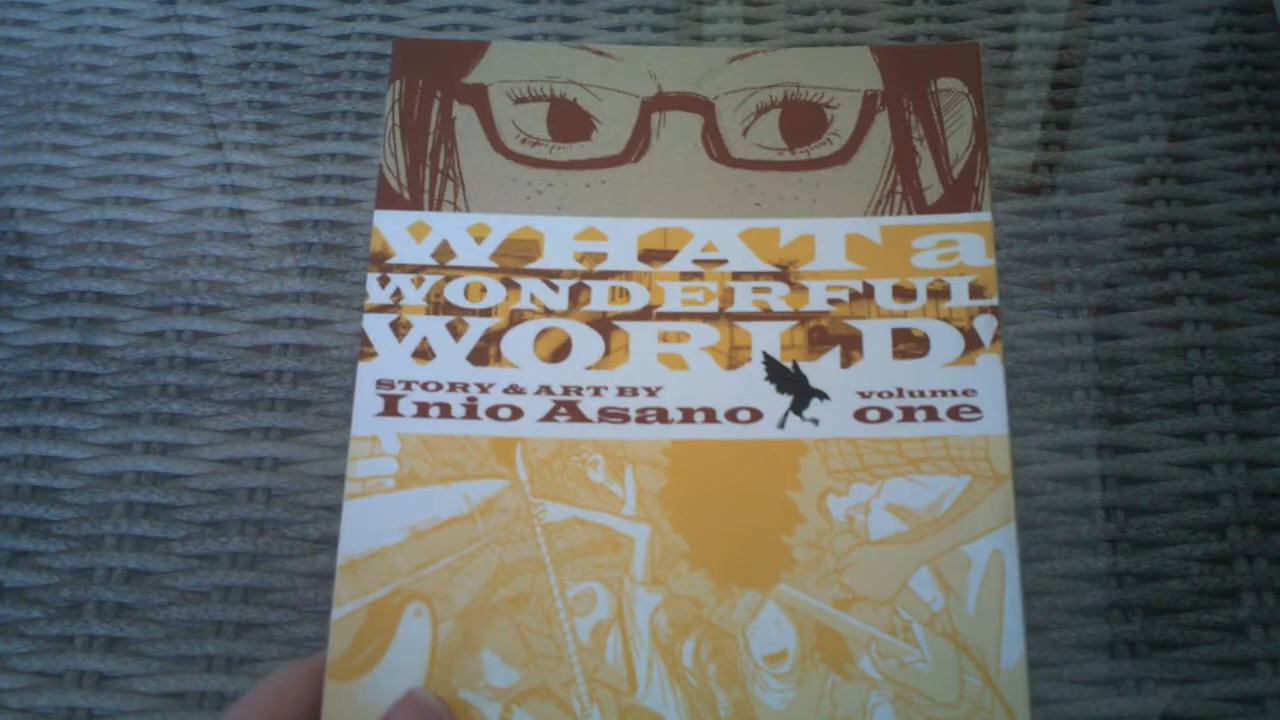 WHAT a
WONDERFUL
WORLD!
STORY & ART BY
Inio Asano
volume
one